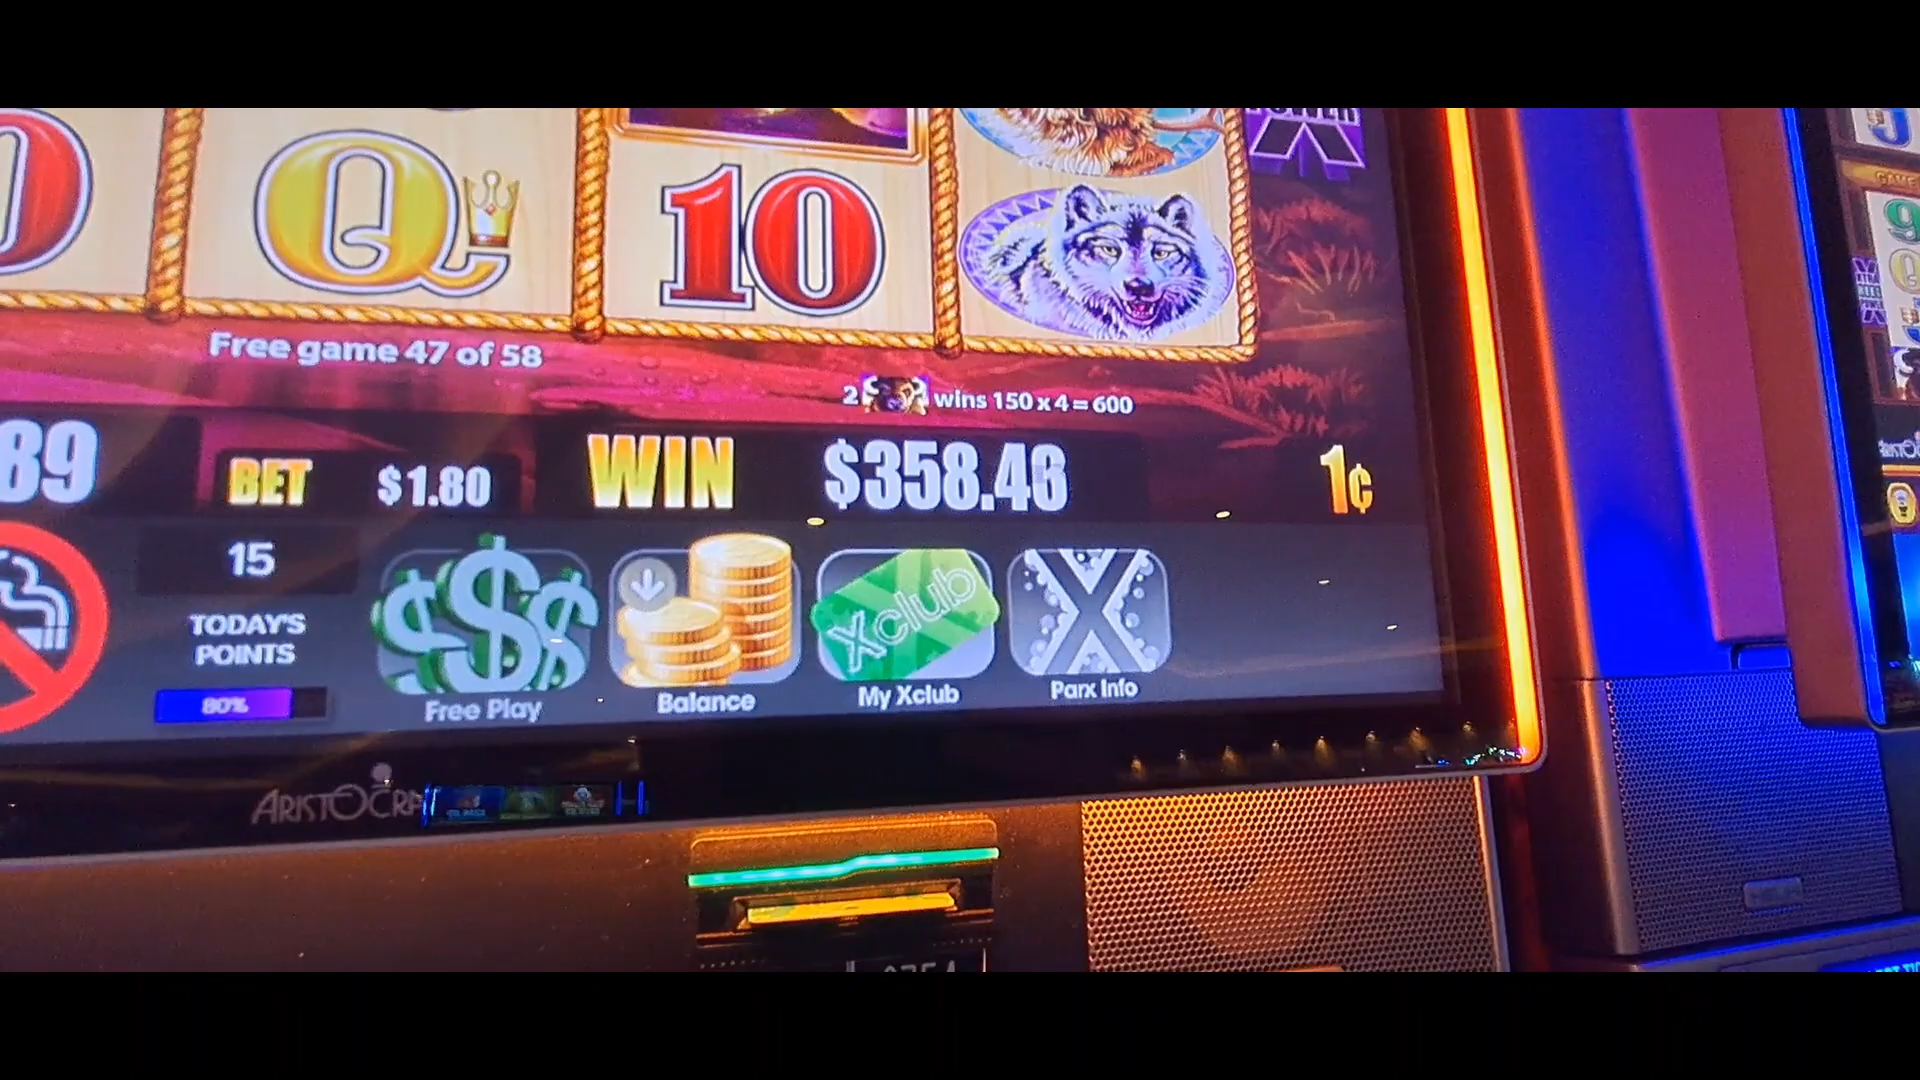 Q
10
Free game 47 of 58
2 wins 150 x 4 = 600
89
BET $1.80
WIN $358.46
1¢
15
TODAY'S
POINTS
80%
Free Play
Balance
Xclub
My Xclub
X
Parx Info
ARISTOCRA